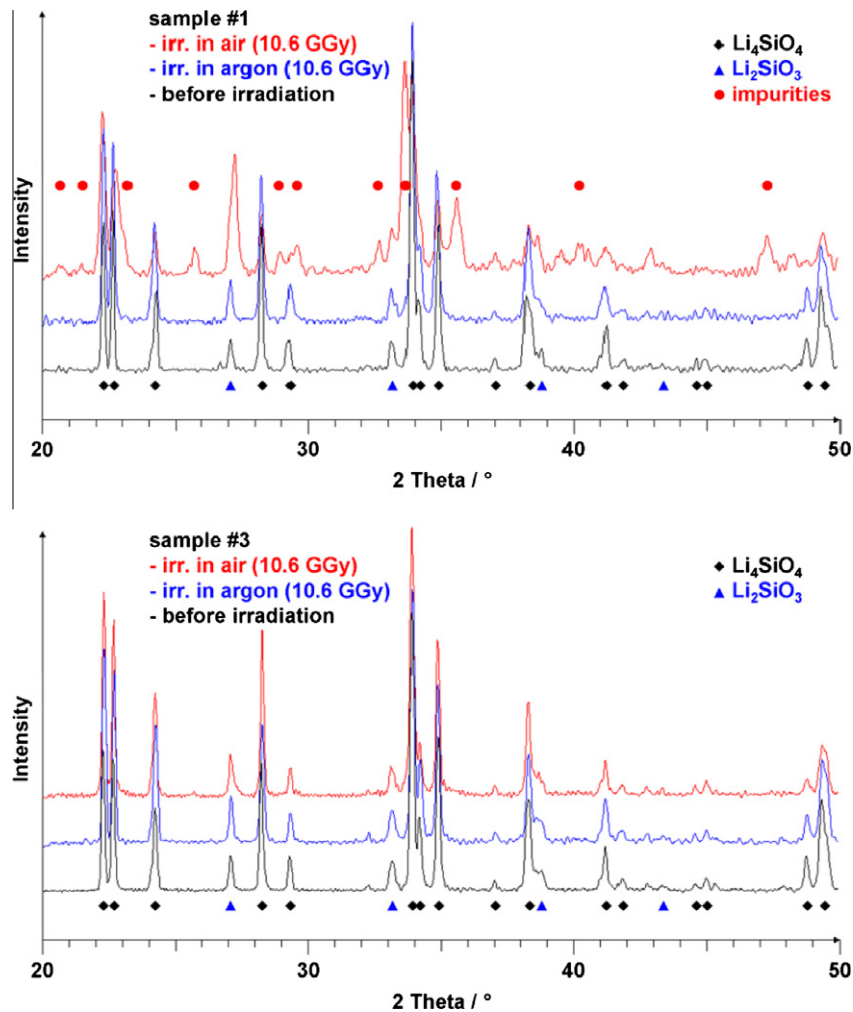 sample #1
- irr. in air (10.6 GGy)
- irr. in argon (10.6 GGy)
- before irradiation
Li₄SiO₄
Li₂SiO₃
impurities
Intensity
20
30
40
50
2 Theta / °
sample #3
- irr. in air (10.6 GGy)
- irr. in argon (10.6 GGy)
- before irradiation
Li₄SiO₄
Li₂SiO₃
Intensity
20
30
40
50
2 Theta / °